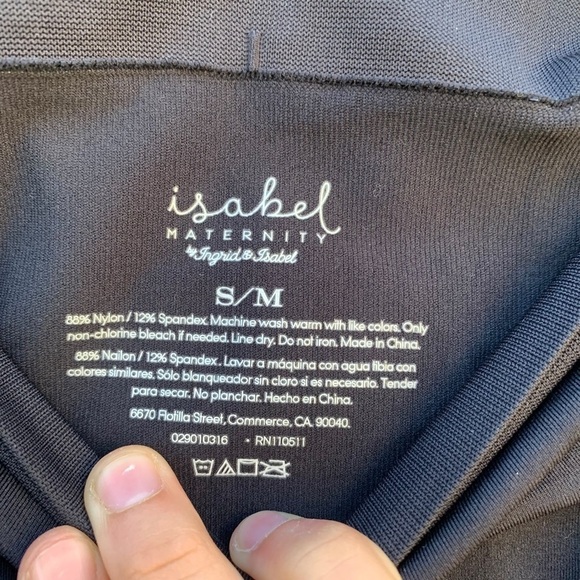 isabel
MATERNITY
by Ingrid & Isabel
S/M
88% Nylon / 12% Spandex. Machine wash warm with like colors. Only
non-chlorine bleach if needed. Line dry. Do not iron. Made in China.
88% Nailon / 12% Spandex. Lavar a máquina con agua tibia con
colores similares. Sólo blanqueador sin cloro si es necesario. Tender
para secar. No planchar. Hecho en China.
6670 Flotilla Street, Commerce, CA. 90040.
029010316 • RN110511